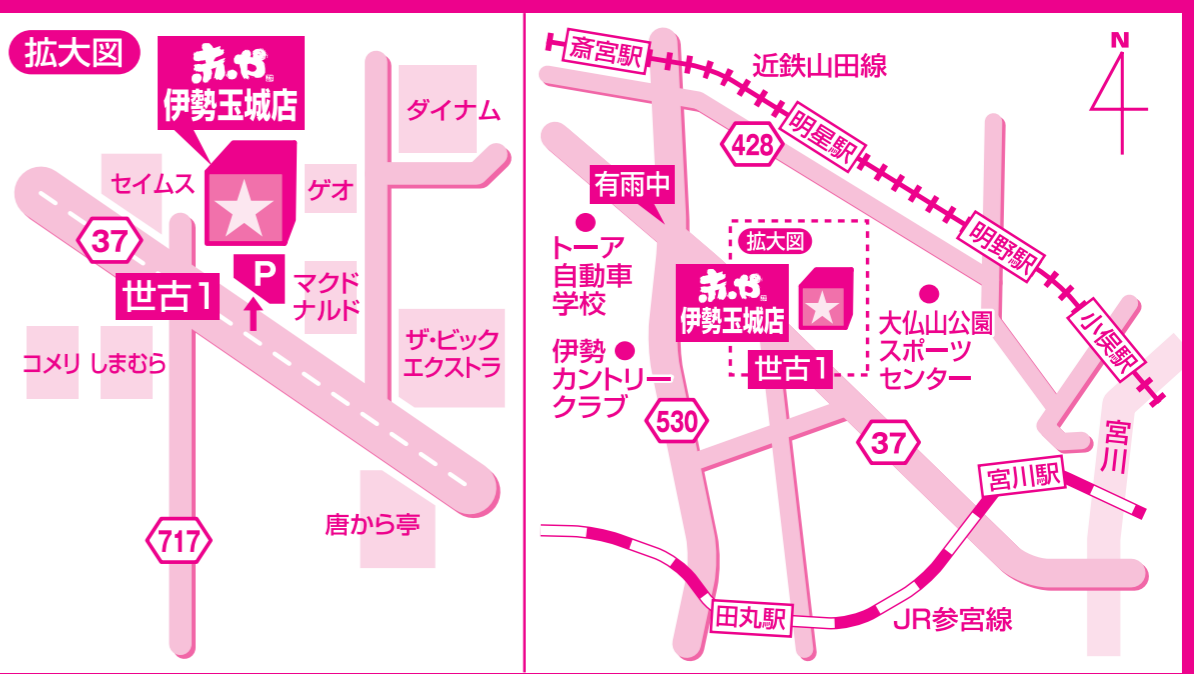 拡大図
赤から
伊勢玉城店
ダイナム
セイムス
ゲオ
37
世古1
P
マクド
ナルド
コメリ しまむら
ザ・ビック
エクストラ
唐から亭
717
斎宮駅
近鉄山田線
N
428
明星駅
有雨中
明野駅
トーア
自動車
学校
拡大図
赤から
伊勢玉城店
小俣駅
大仏山公園
スポーツ
センター
伊勢
カントリー
クラブ
世古1
530
37
宮川
宮川駅
田丸駅
JR参宮線